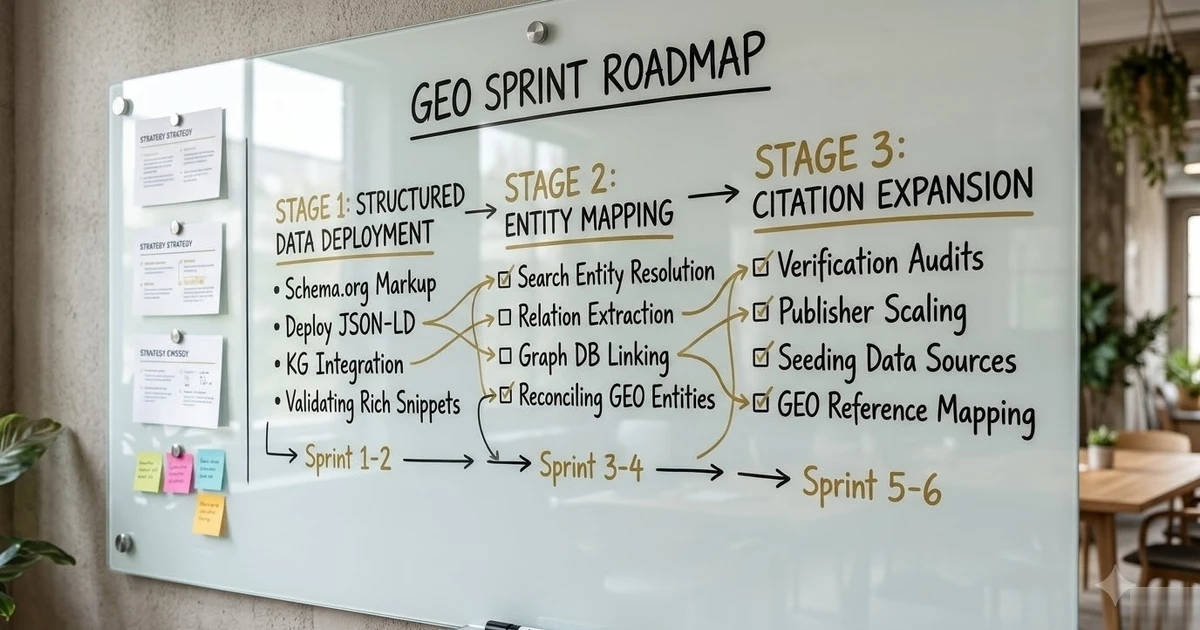 GEO SPRINT ROADMAP
STRATEGY STRATEGY
STRATEGY STRATEGY
STAGE 1: STRUCTURED
DATA DEPLOYMENT
• Schema.org Markup
• Deploy JSON-LD
• KG Integration
• Validating Rich Snippets
Sprint 1-2
STAGE 2:
ENTITY MAPPING
Search Entity Resolution
Relation Extraction
Graph DB Linking
Reconciling GEO Entities
Sprint 3-4
STAGE 3:
CITATION EXPANSION
Verification Audits
Publisher Scaling
Seeding Data Sources
GEO Reference Mapping
Sprint 5-6